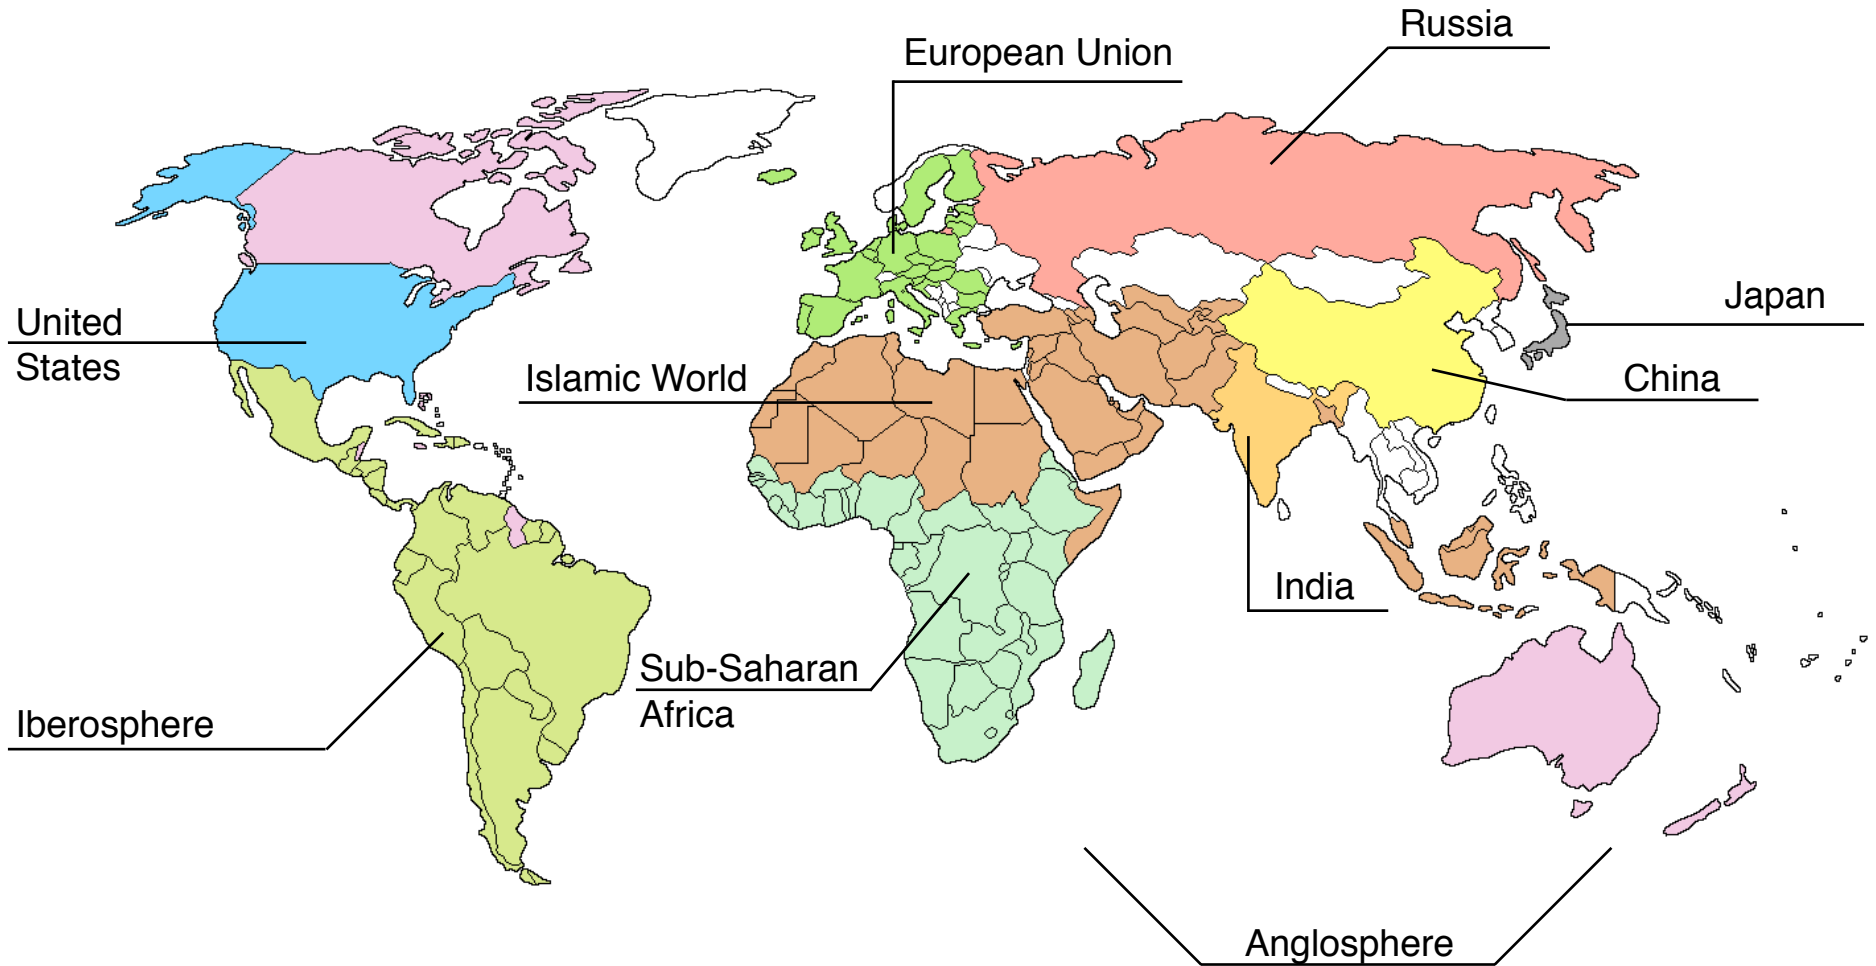 Russia
European Union
Japan
United
States
Islamic World
China
India
Sub-Saharan
Africa
Iberosphere
Anglosphere